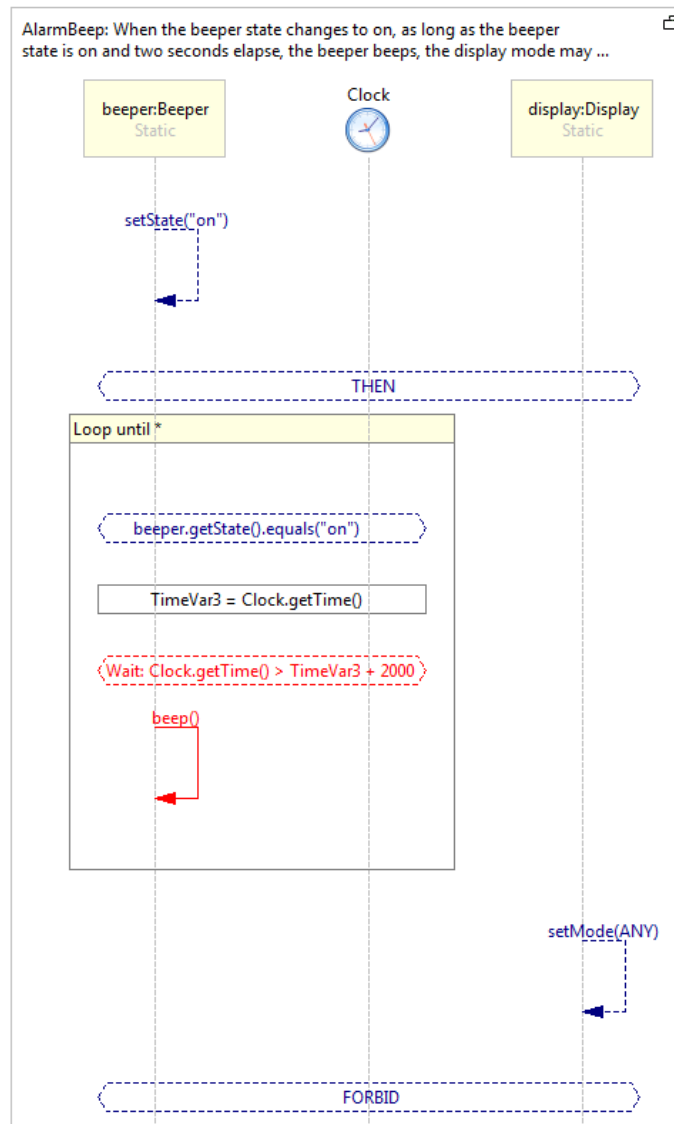 AlarmBeep: When the beeper state changes to on, as long as the beeper
state is on and two seconds elapse, the beeper beeps, the display mode may ...
Clock
beeper:Beeper
Static
display:Display
Static
setState("on")
THEN
Loop until *
beeper.getState().equals("on")
TimeVar3 = Clock.getTime()
Wait: Clock.getTime() > TimeVar3 + 2000
beep()
setMode(ANY)
FORBID